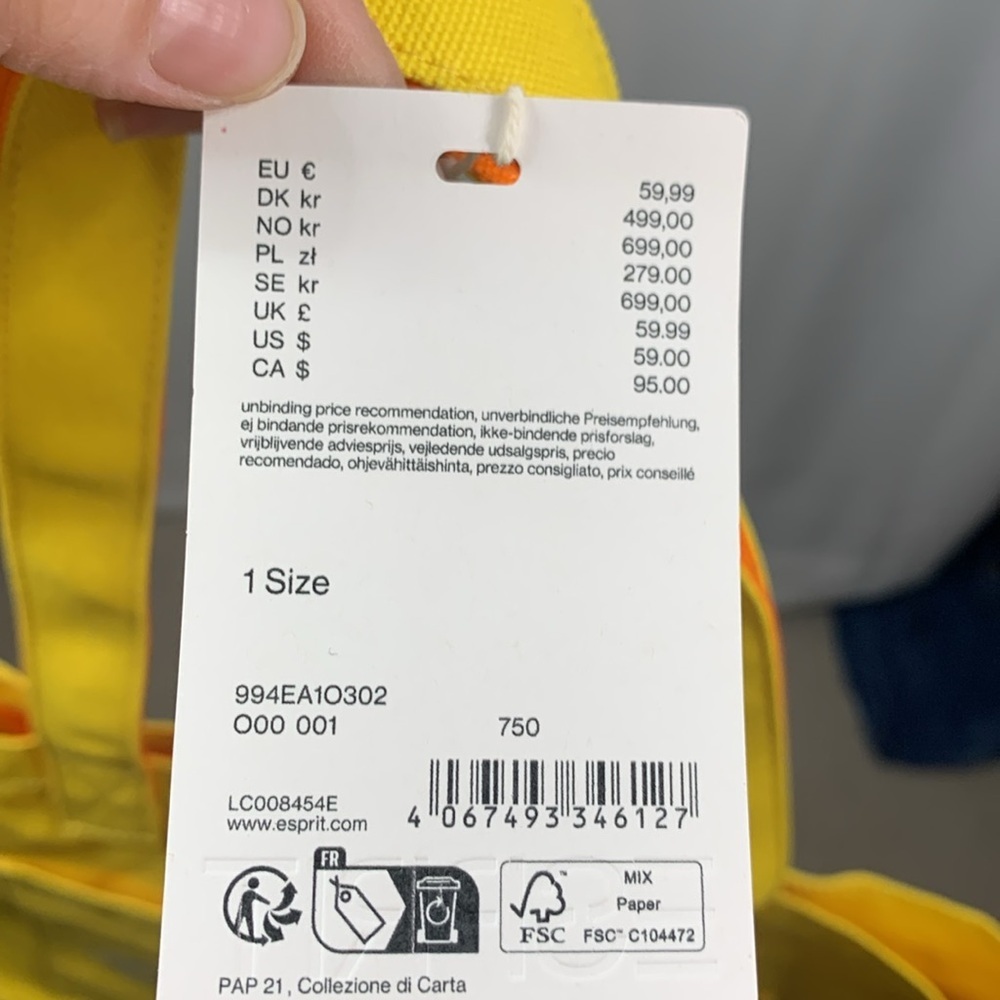 EU € 59,99
DK kr 499,00
NO kr 699,00
PL zł 279.00
SE kr 699,00
UK £ 59.99
US $ 59.00
CA $ 95.00
unbinding price recommendation, unverbindliche Preisempfehlung,
ej bindande prisrekommendation, ikke-bindende prisforslag,
vrijblijvende adviesprijs, vejledende udsalgspris, precio
recomendado, ohjevähittäishinta, prezzo consigliato, prix conseillé
1 Size
994EA1O302
O00 001 750
LC008454E
www.esprit.com
4 067493 346127
FR
MIX
Paper
FSC FSC™ C104472
PAP 21, Collezione di Carta